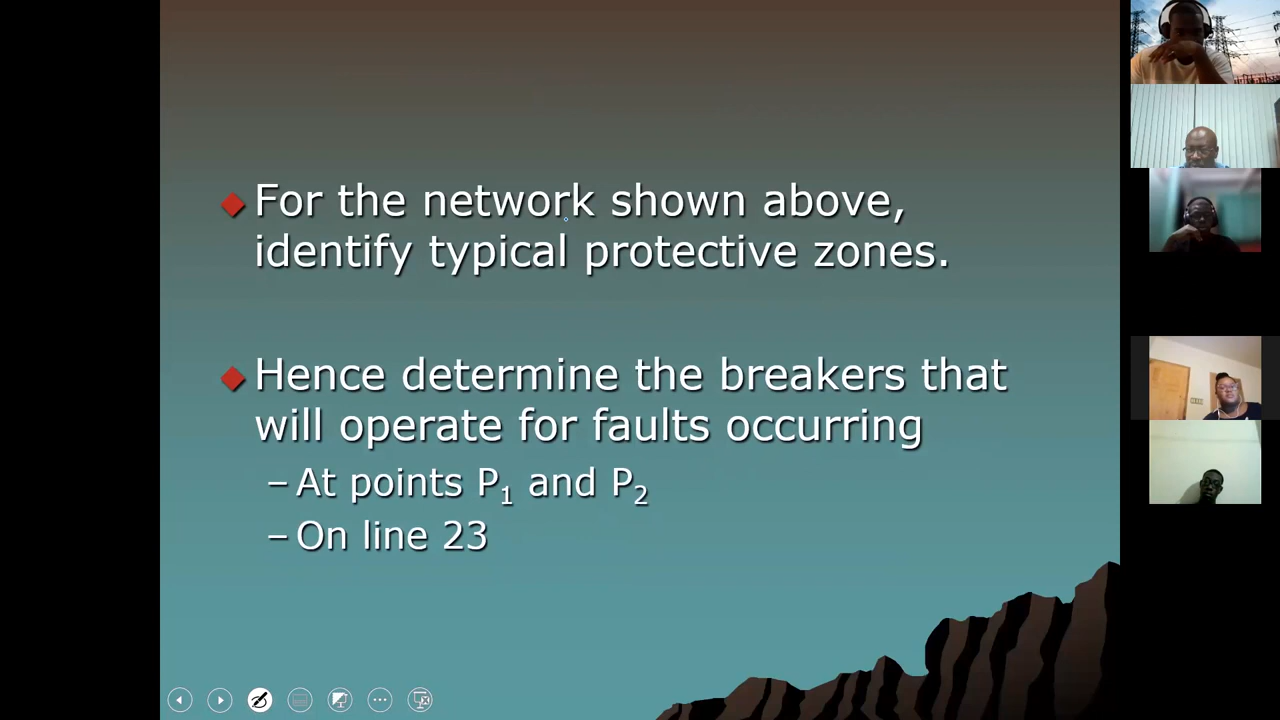 For the network shown above,
identify typical protective zones.
Hence determine the breakers that
will operate for faults occurring
– At points P₁ and P₂
– On line 23